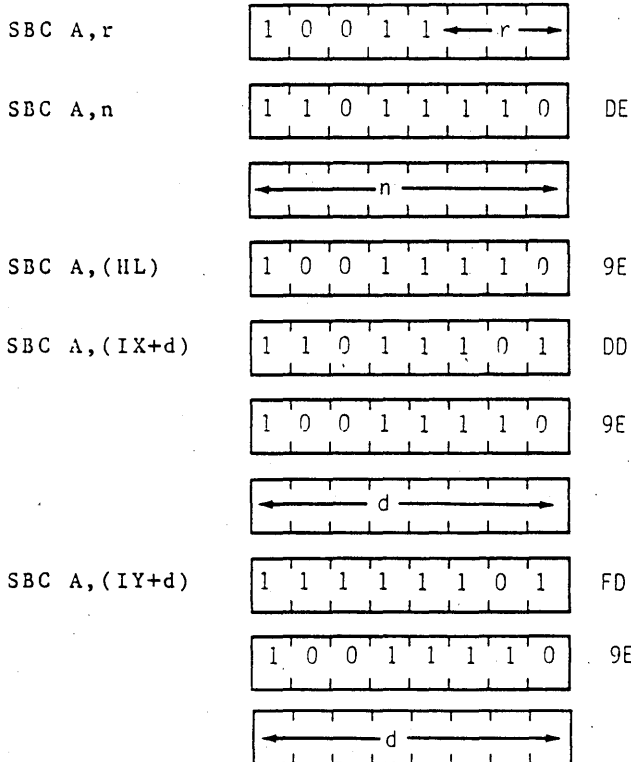 SBC A,r 1 0 0 1 1 r
SBC A,n 1 1 0 1 1 1 1 0 DE
n
SBC A,(HL) 1 0 0 1 1 1 1 0 9E
SBC A,(IX+d) 1 1 0 1 1 1 0 1 DD
1 0 0 1 1 1 1 0 9E
d
SBC A,(IY+d) 1 1 1 1 1 1 0 1 FD
1 0 0 1 1 1 1 0 9E
d